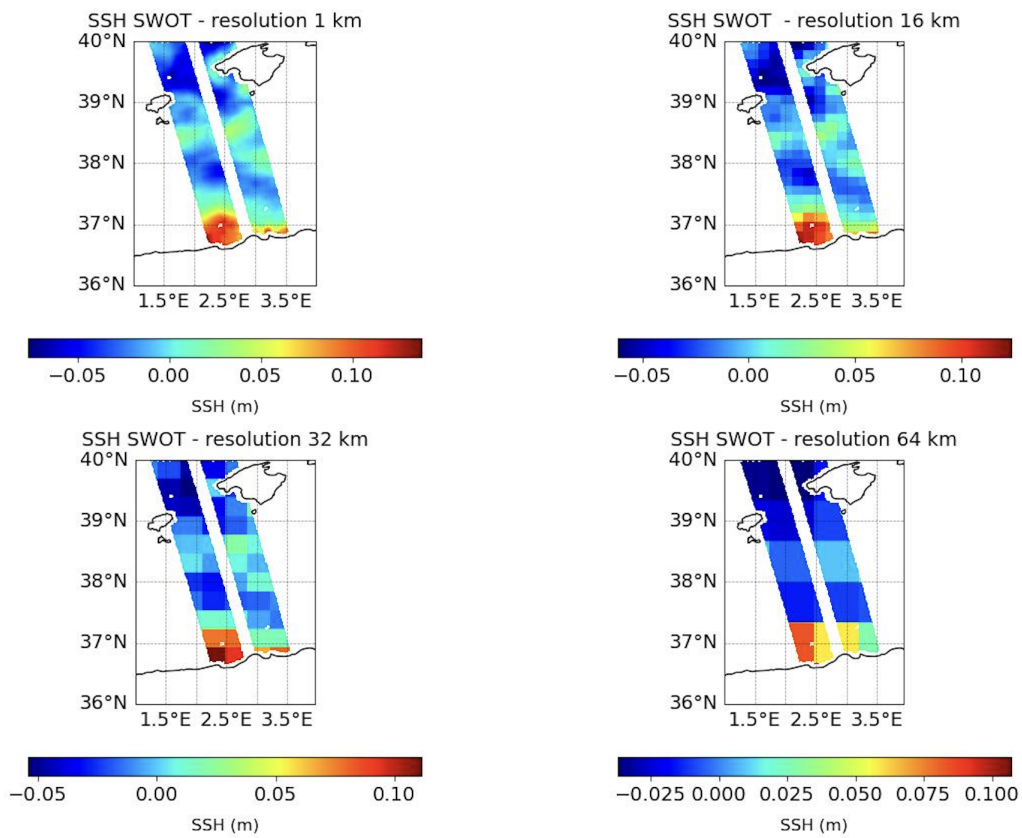 SSH SWOT - resolution 1 km
40°N
39°N
38°N
37°N
36°N
1.5°E 2.5°E 3.5°E
−0.05 0.00 0.05 0.10
SSH (m)
SSH SWOT - resolution 16 km
40°N
39°N
38°N
37°N
36°N
1.5°E 2.5°E 3.5°E
−0.05 0.00 0.05 0.10
SSH (m)
SSH SWOT - resolution 32 km
40°N
39°N
38°N
37°N
36°N
1.5°E 2.5°E 3.5°E
−0.05 0.00 0.05 0.10
SSH (m)
SSH SWOT - resolution 64 km
40°N
39°N
38°N
37°N
36°N
1.5°E 2.5°E 3.5°E
−0.025 0.000 0.025 0.050 0.075 0.100
SSH (m)